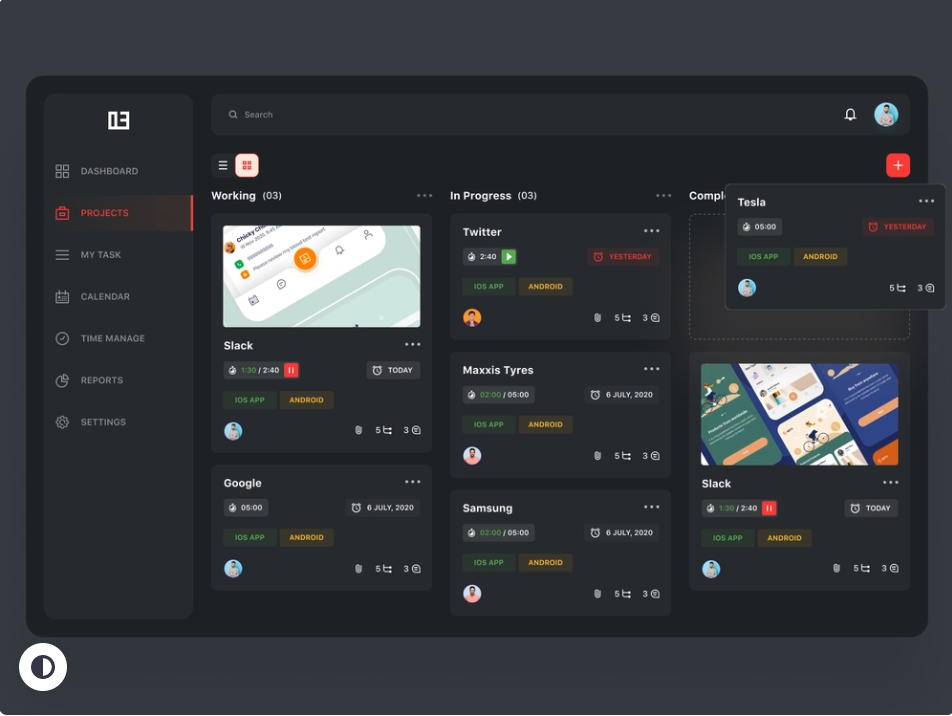 Search
DASHBOARD
PROJECTS
MY TASK
CALENDAR
TIME MANAGE
REPORTS
SETTINGS
Working (03)
Slack
1:30 / 2:40
TODAY
IOS APP
ANDROID
5
3
Google
05:00
6 JULY, 2020
IOS APP
ANDROID
5
3
In Progress (03)
Twitter
2:40
YESTERDAY
IOS APP
ANDROID
5
3
Maxxis Tyres
02:00 / 05:00
6 JULY, 2020
IOS APP
ANDROID
5
3
Samsung
02:00 / 05:00
6 JULY, 2020
IOS APP
ANDROID
5
3
Compl
Tesla
05:00
YESTERDAY
IOS APP
ANDROID
5
3
Slack
1:30 / 2:40
TODAY
IOS APP
ANDROID
5
3